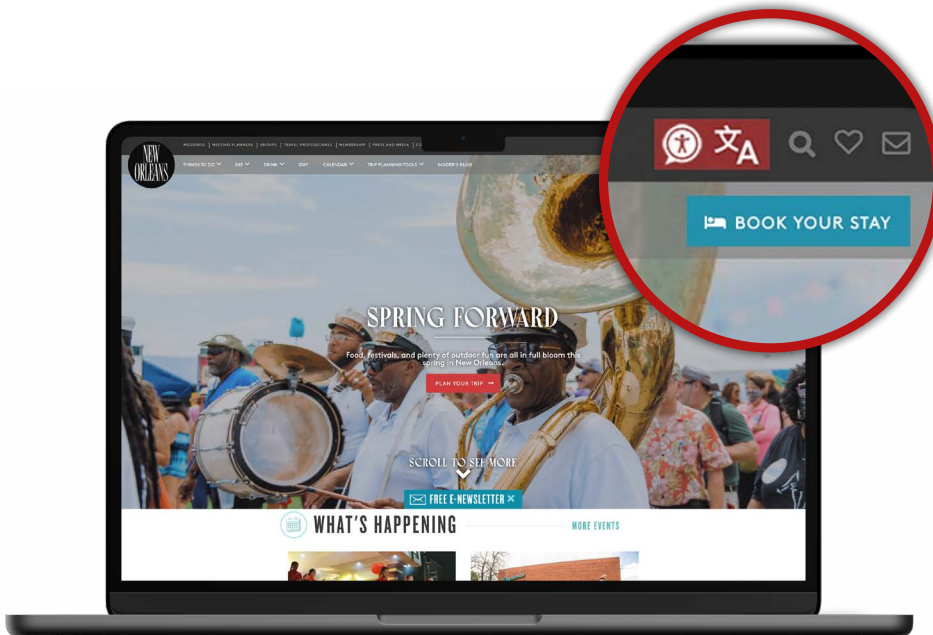 NEW
ORLEANS
WEDDINGS | MEETING PLANNERS | GROUPS | TRAVEL PROFESSIONALS | MEMBERSHIP | PRESS AND MEDIA
THINGS TO DO EAT DRINK STAY CALENDAR TRIP PLANNING TOOLS INSIDER'S BLOG
文A
BOOK YOUR STAY
SPRING FORWARD
Food, festivals, and plenty of outdoor fun are all in full bloom this
spring in New Orleans.
PLAN YOUR TRIP
SCROLL TO SEE MORE
FREE E-NEWSLETTER ×
WHAT'S HAPPENING
MORE EVENTS